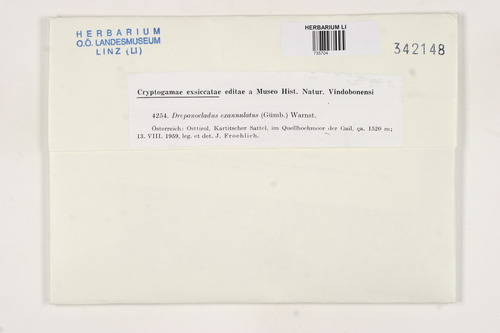 HERBARIUM
O.Ö. LANDESMUSEUM
LINZ (LI)
HERBARIUM LI
735704
342148
Cryptogamae exsiccatae editae a Museo Hist. Natur. Vindobonensi
4254. Drepanocladus exannulatus (Gümb.) Warnst.
Österreich: Osttirol, Kartitscher Sattel, im Quellhochmoor der Gail, ca. 1520 m;
13. VIII. 1959, leg. et det. J. Froehlich.